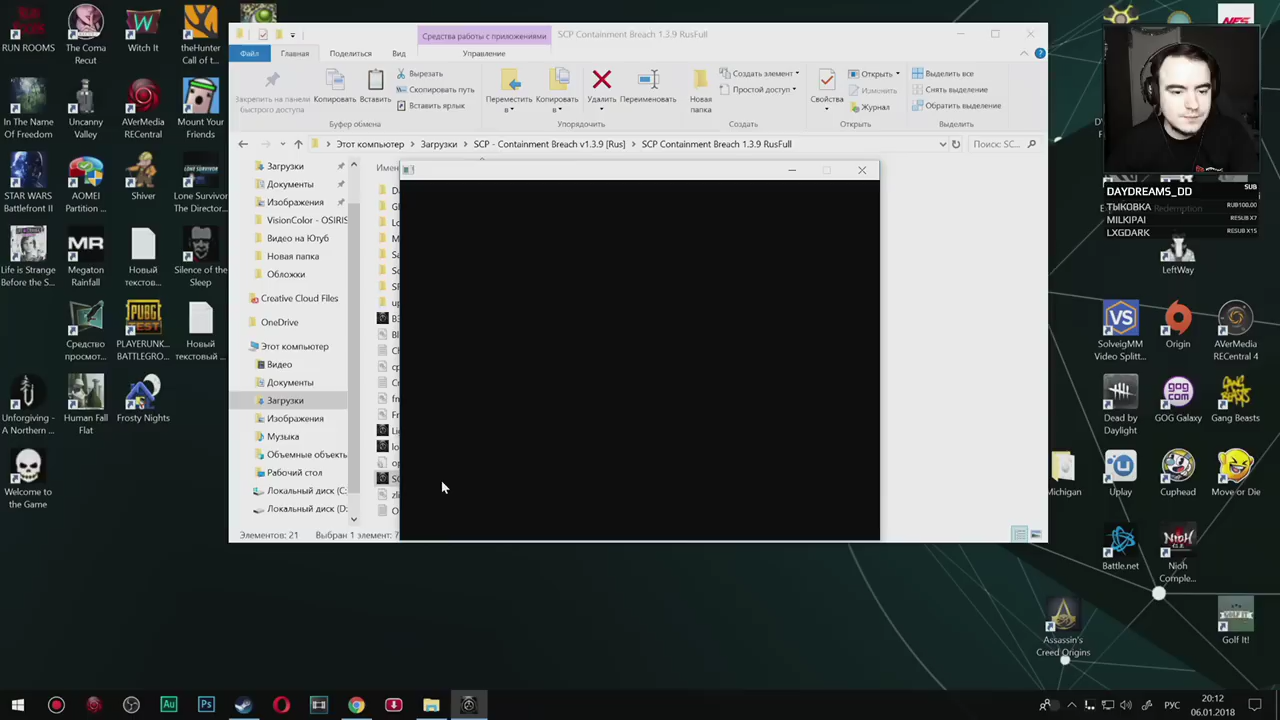 RUN ROOMS
The Coma
Recut
Witch It
theHunter
Call of t...
In The Name
Of Freedom
Uncanny
Valley
AVerMedia
RECentral
Mount Your
Friends
STAR WARS
Battlefront II
AOMEI
Partition ...
Shiver
Lone Survivor
The Director...
Life is Strange
Before the S...
Megaton
Rainfall
Новый
текстов...
Silence of the
Sleep
Средство
просмот...
PLAYERUNK...
BATTLEGRO...
Новый
текстовый ...
Unforgiving -
A Northern ...
Human Fall
Flat
Frosty Nights
Welcome to
the Game
Средства работы с приложениями
SCP Containment Breach 1.3.9 RusFull
Файл
Главная
Поделиться
Вид
Управление
Закрепить на панели
быстрого доступа
Копировать
Вставить
Вырезать
Скопировать путь
Вставить ярлык
Буфер обмена
Переместить
в
Копировать
в
Удалить
Переименовать
Упорядочить
Новая
папка
Создать элемент
Простой доступ
Создать
Свойства
Открыть
Изменить
Журнал
Открыть
Выделить все
Снять выделение
Обратить выделение
Выделить
Этот компьютер
Загрузки
SCP - Containment Breach v1.3.9 [Rus]
SCP Containment Breach 1.3.9 RusFull
Поиск: SC...
Загрузки
Документы
Изображения
VisionColor - OSIRIS
Видео на Ютуб
Новая папка
Обложки
Creative Cloud Files
OneDrive
Этот компьютер
Видео
Документы
Загрузки
Изображения
Музыка
Объемные объекты
Рабочий стол
Локальный диск (C:
Локальный диск (D:
Элементов: 21
Выбран 1 элемент: 7
DAYDREAMS_DD
SUB
ТЫКОВКА
RUB100,00
MILKIPAI
RESUB X7
LXGDARK
RESUB X15
LeftWay
SolveigMM
Video Splitt...
Origin
AVerMedia
RECentral 4
Dead by
Daylight
GOG Galaxy
Gang Beasts
Michigan
Uplay
Cuphead
Move or Die
Battle.net
Nioh
Comple...
Assassin's
Creed Origins
Golf It!
РУС
20:12
06.01.2018